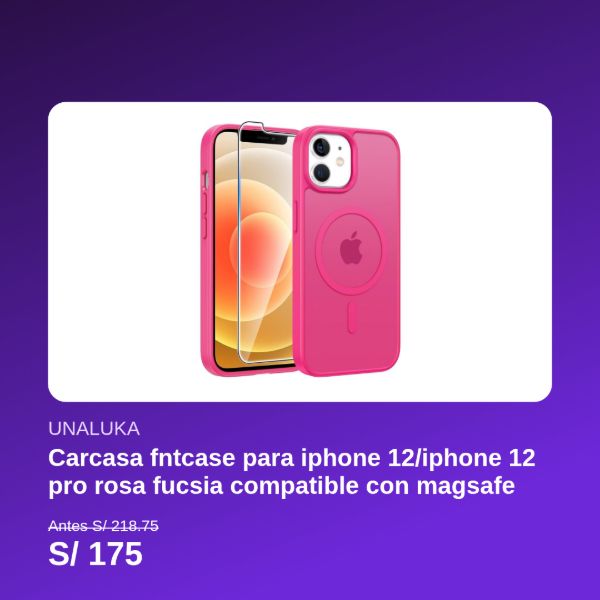 UNALUKA
Carcasa fntcase para iphone 12/iphone 12
pro rosa fucsia compatible con magsafe
Antes S/ 218.75
S/ 175